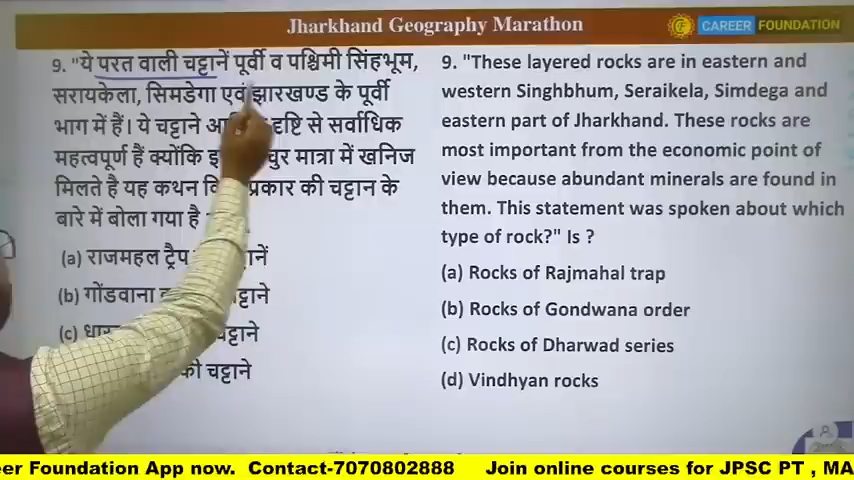 Jharkhand Geography Marathon
CAREER FOUNDATION
9. "ये परत वाली चट्टानें पूर्वी व पश्चिमी सिंहभूम,
सरायकेला, सिमडेगा एवं झारखण्ड के पूर्वी
भाग में हैं। ये चट्टाने दृष्टि से सर्वाधिक
महत्वपूर्ण हैं क्योंकि मात्रा में खनिज
मिलते है यह कथन प्रकार की चट्टान के
बारे में बोला गया है
(a) राजमहल ट्रैप
(b) गोंडवाना
(c)
की चट्टाने
9. "These layered rocks are in eastern and
western Singhbhum, Seraikela, Simdega and
eastern part of Jharkhand. These rocks are
most important from the economic point of
view because abundant minerals are found in
them. This statement was spoken about which
type of rock?" Is ?
(a) Rocks of Rajmahal trap
(b) Rocks of Gondwana order
(c) Rocks of Dharwad series
(d) Vindhyan rocks
Foundation App now. Contact-7070802888 Join online courses for JPSC PT , MA